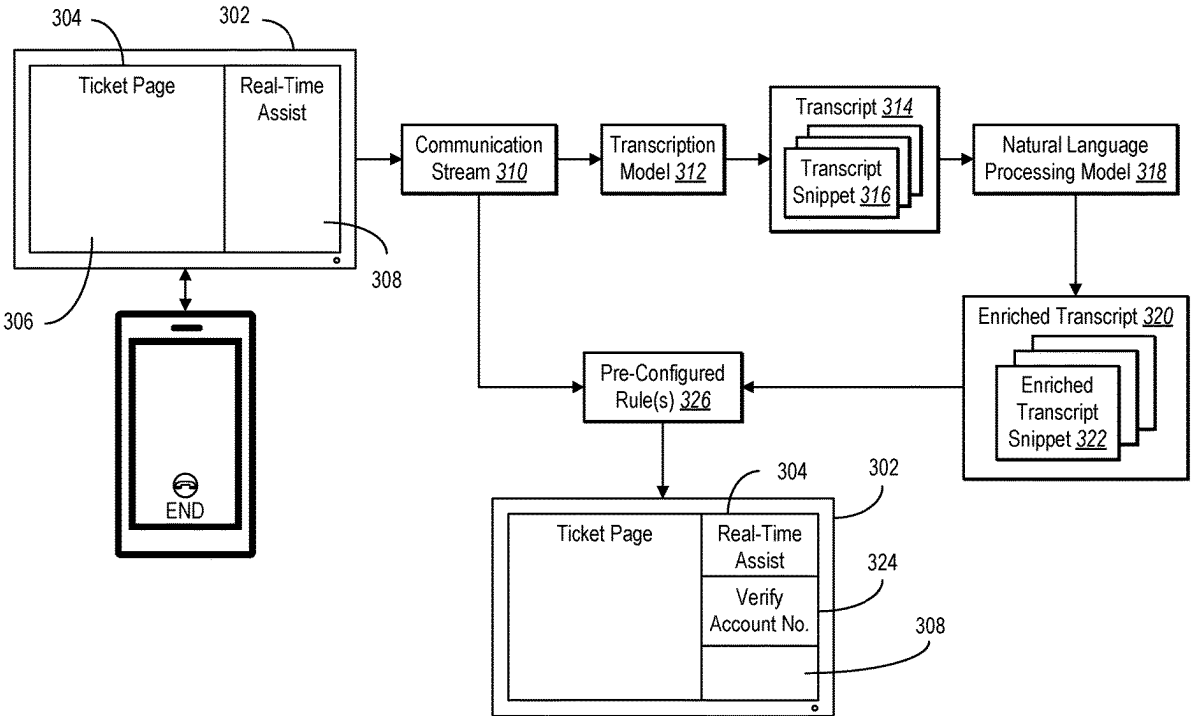 304
302
Ticket Page
Real-Time
Assist
306
308
END
Communication
Stream 310
Transcription
Model 312
Transcript 314
Transcript
Snippet 316
Natural Language
Processing Model 318
Enriched Transcript 320
Enriched
Transcript
Snippet 322
Pre-Configured
Rule(s) 326
304
302
Ticket Page
Real-Time
Assist
324
Verify
Account No.
308